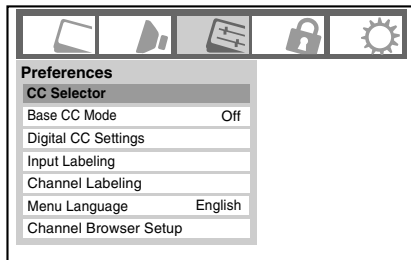 Preferences
CC Selector
Base CC Mode Off
Digital CC Settings
Input Labeling
Channel Labeling
Menu Language English
Channel Browser Setup